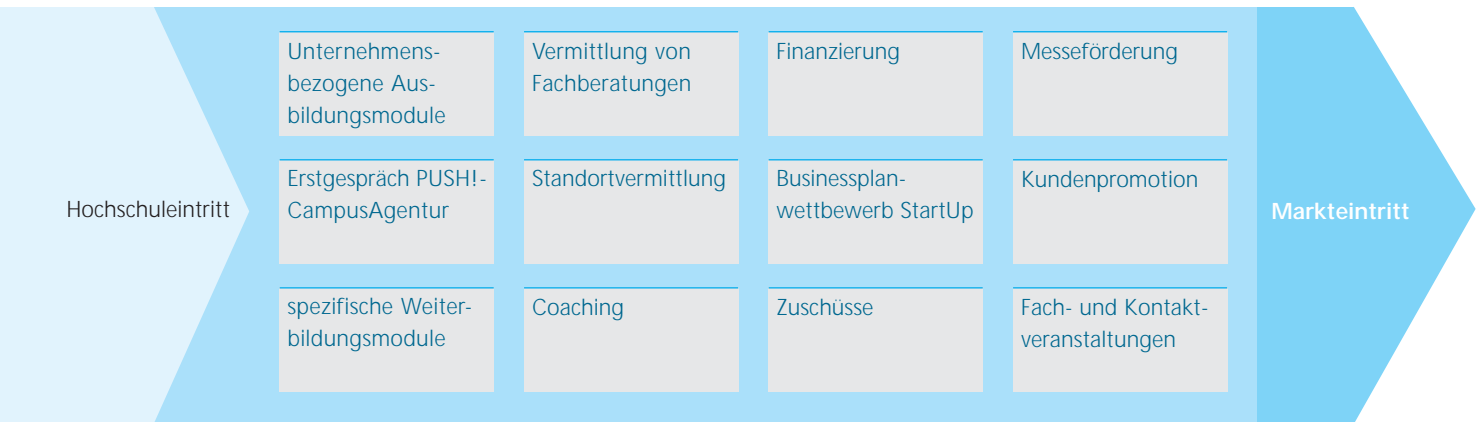 Unternehmens-
bezogene Aus-
bildungsmodule
Vermittlung von
Fachberatungen
Finanzierung
Messeförderung
Hochschuleintritt
Erstgespräch PUSH!-
CampusAgentur
Standortvermittlung
Businessplan-
wettbewerb StartUp
Kundenpromotion
Markteintritt
spezifische Weiter-
bildungsmodule
Coaching
Zuschüsse
Fach- und Kontakt-
veranstaltungen